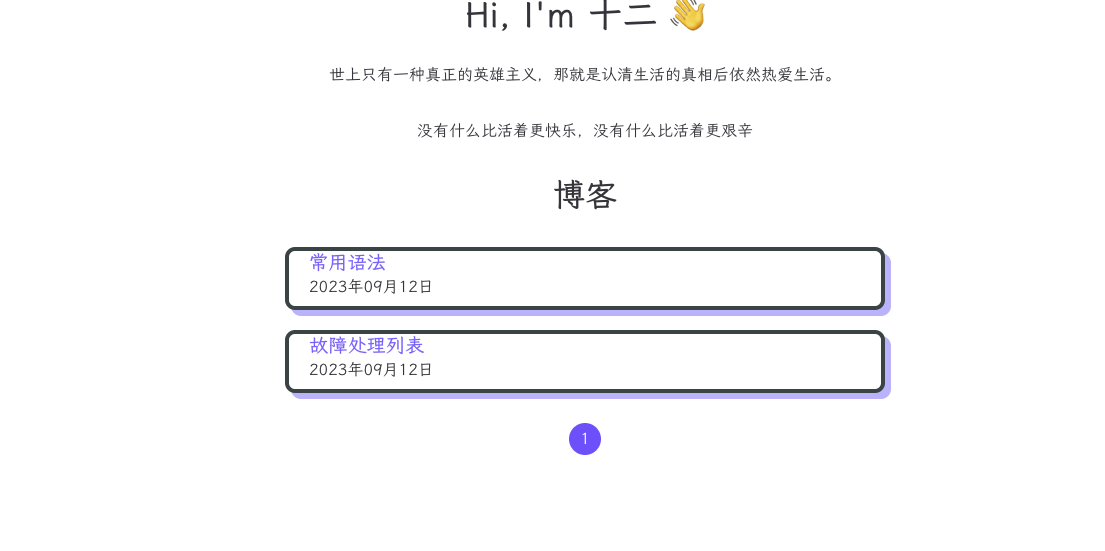 Hi, I'm 十二 👋
世上只有一种真正的英雄主义，那就是认清生活的真相后依然热爱生活。
没有什么比活着更快乐，没有什么比活着更艰辛
博客
常用语法
2023年09月12日
故障处理列表
2023年09月12日
1